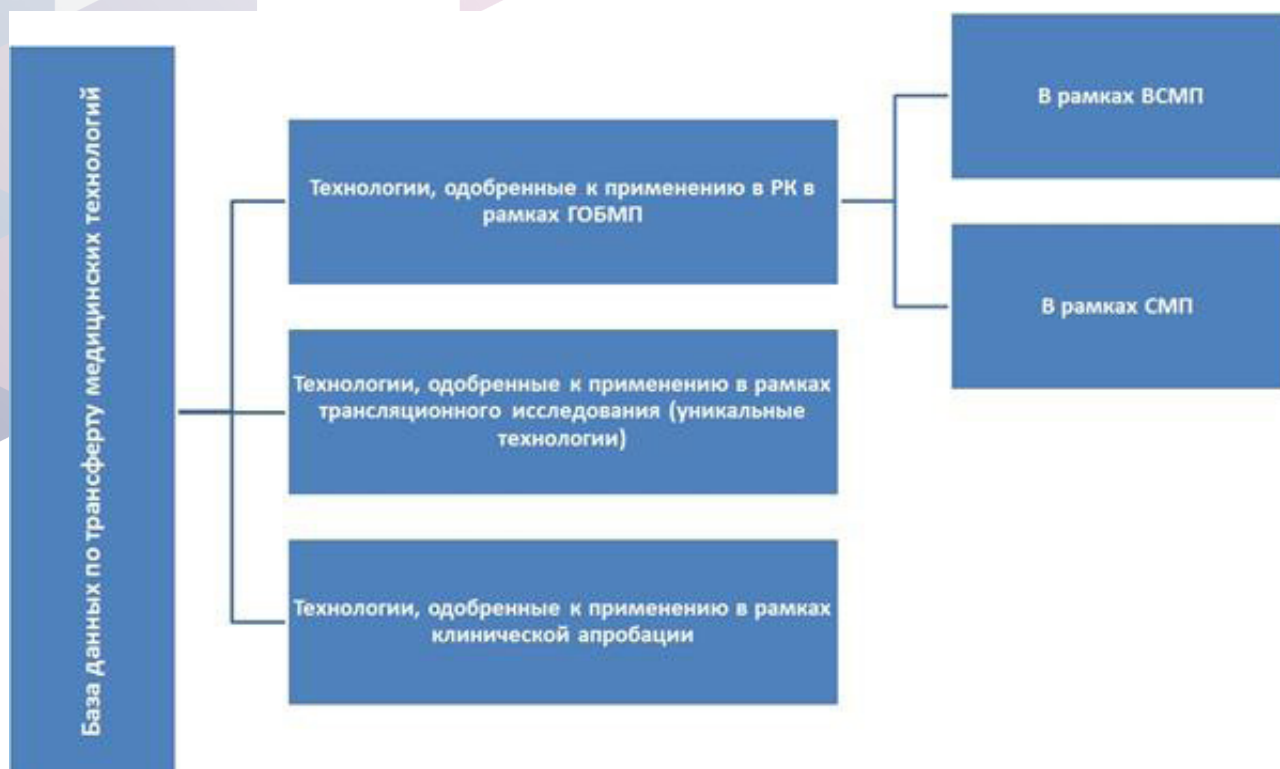 База данных по трансферту медицинских технологий
Технологии, одобренные к применению в РК в
рамках ГОБМП
Технологии, одобренные к применению в рамках
трансляционного исследования (уникальные
технологии)
Технологии, одобренные к применению в рамках
клинической апробации
В рамках ВСМП
В рамках СМП